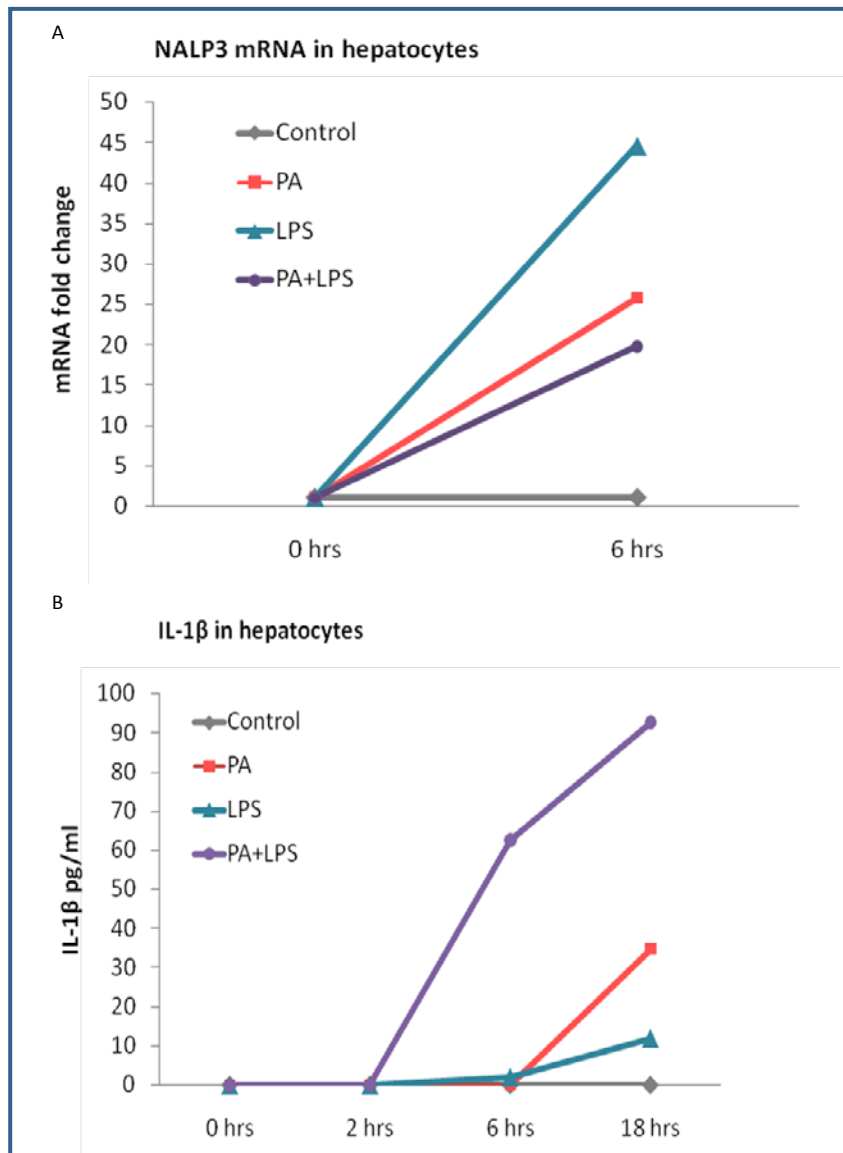 A
NALP3 mRNA in hepatocytes
mRNA fold change
50
45
40
35
30
25
20
15
10
5
0
Control
PA
LPS
PA+LPS
0 hrs
6 hrs
B
IL-1β in hepatocytes
IL-1β pg/ml
100
90
80
70
60
50
40
30
20
10
0
Control
PA
LPS
PA+LPS
0 hrs
2 hrs
6 hrs
18 hrs